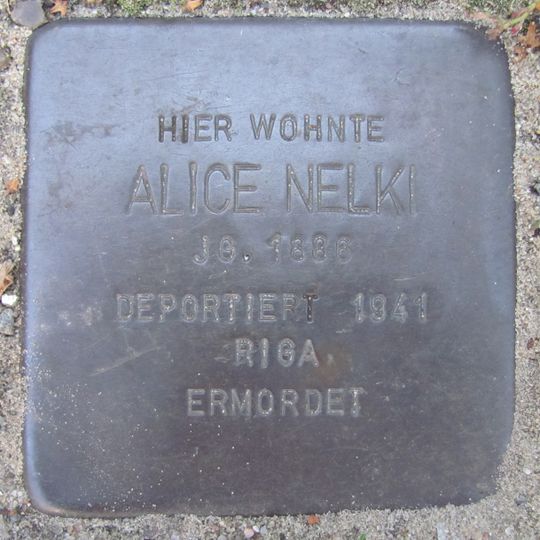 HIER WOHNTE
ALICE NELKI
JG. 1886
DEPORTIERT 1941
RIGA
ERMORDET